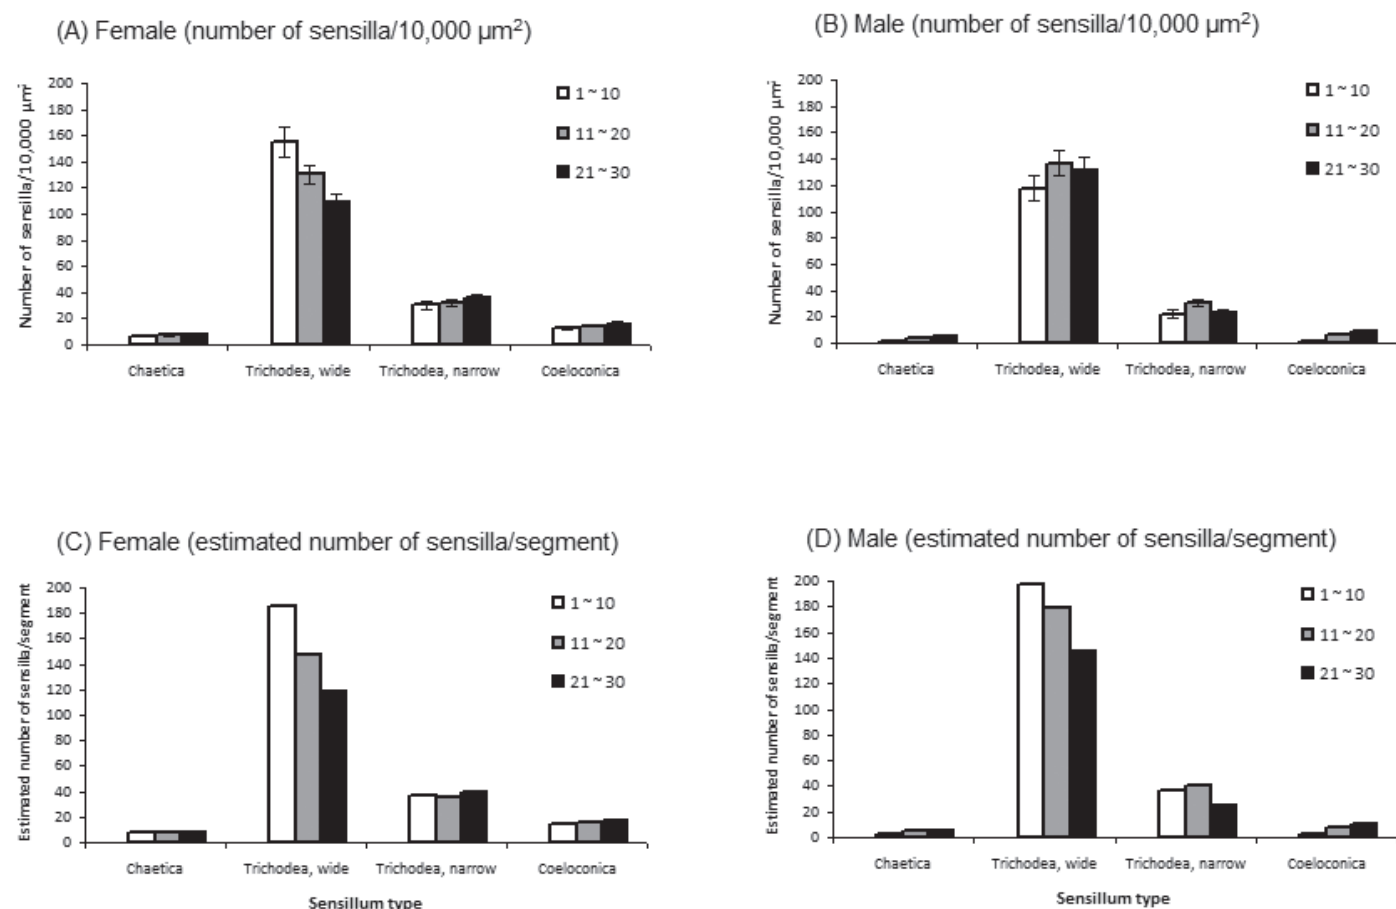 (A) Female (number of sensilla/10,000 µm²)
Number of sensilla/10,000 µm²
200
180
160
140
120
100
80
60
40
20
0
1 ~ 10
11 ~ 20
21 ~ 30
Chaetica Trichodea, wide Trichodea, narrow Coeloconica
(B) Male (number of sensilla/10,000 µm²)
Number of sensilla/10,000 µm²
200
180
160
140
120
100
80
60
40
20
0
1 ~ 10
11 ~ 20
21 ~ 30
Chaetica Trichodea, wide Trichodea, narrow Coeloconica
(C) Female (estimated number of sensilla/segment)
Estimated number of sensilla/segment
200
180
160
140
120
100
80
60
40
20
0
1 ~ 10
11 ~ 20
21 ~ 30
Chaetica Trichodea, wide Trichodea, narrow Coeloconica
Sensillum type
(D) Male (estimated number of sensilla/segment)
Estimated number of sensilla/segment
200
180
160
140
120
100
80
60
40
20
0
1 ~ 10
11 ~ 20
21 ~ 30
Chaetica Trichodea, wide Trichodea, narrow Coeloconica
Sensillum type